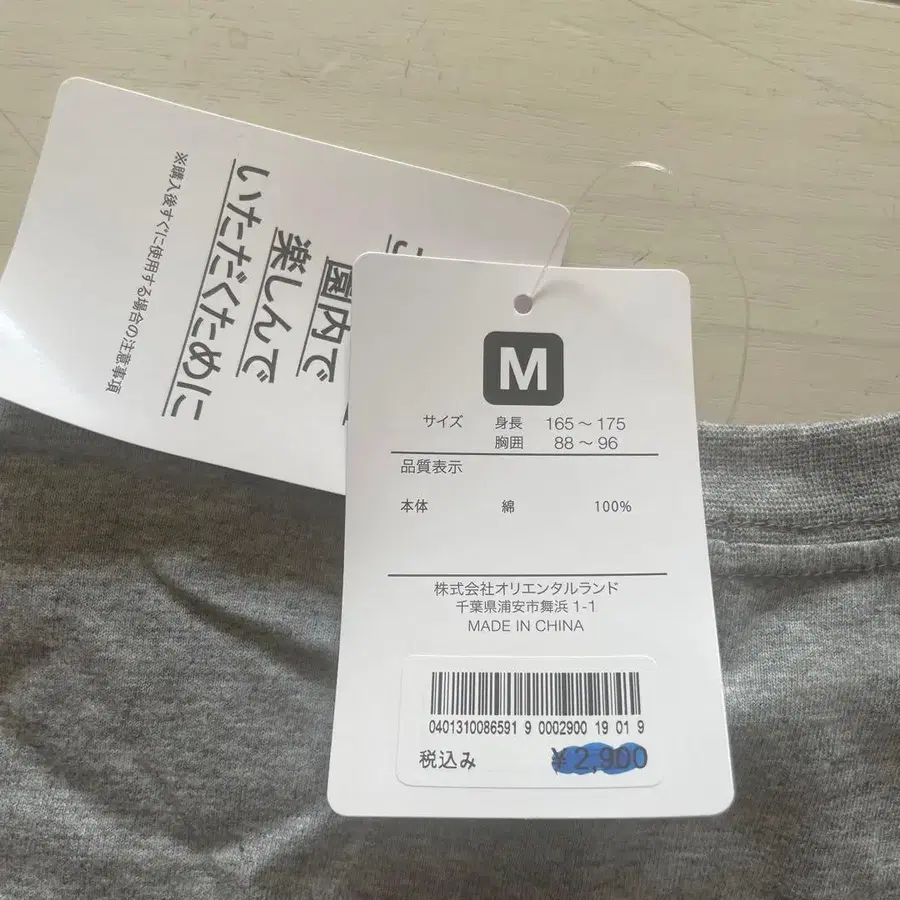 園内で
楽しんで
いただくために
※購入後すぐに使用する場合の注意事項
M
サイズ 身長 165～175
胸囲 88～96
品質表示
本体 綿 100%
株式会社オリエンタルランド
千葉県浦安市舞浜 1-1
MADE IN CHINA
0401310086591 9 0002900 19 01 9
税込み ¥2,900